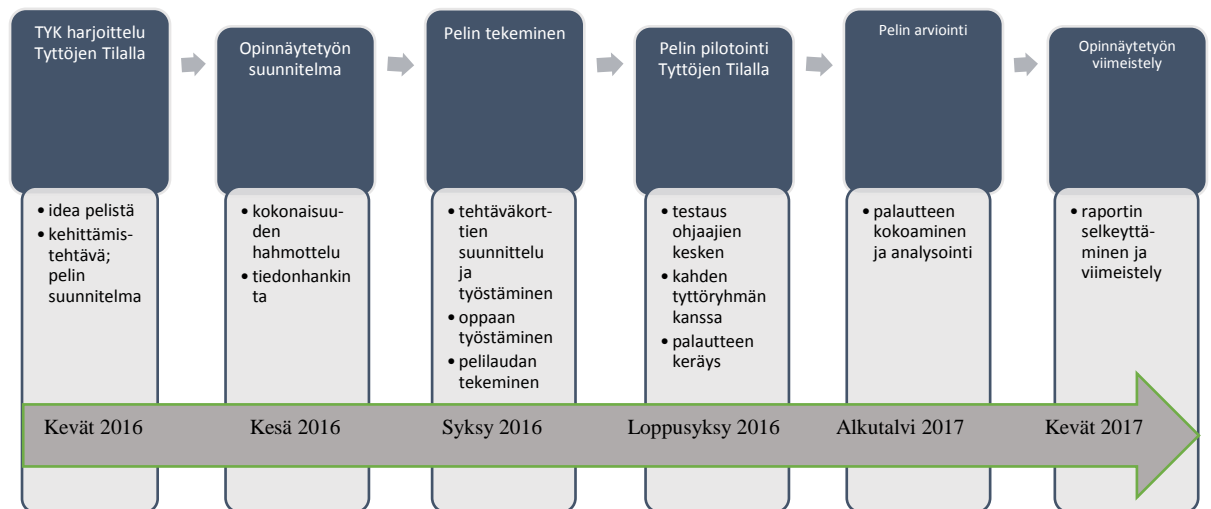 TYK harjoittelu
Tyttöjen Tilalla
• idea pelistä
• kehittämis-
tehtävä;
pelin
suunnitelma
Opinnäytetyön
suunnitelma
• kokonaisuu-
den
hahmottelu
• tiedonhankin
ta
Pelin tekeminen
• tehtäväkort-
tien
suunnittelu
ja
työstäminen
• oppaan
työstäminen
• pelilaudan
tekeminen
Pelin pilotointi
Tyttöjen Tilalla
• testaus
ohjaajien
kesken
• kahden
tyttöryhmän
kanssa
• palautteen
keräys
Pelin arviointi
• palautteen
kokoaminen
ja analysointi
Opinnäytetyön
viimeistely
• raportin
selkeyttä-
minen ja
viimeistely
Kevät 2016
Kesä 2016
Syksy 2016
Loppusyksy 2016
Alkutalvi 2017
Kevät 2017